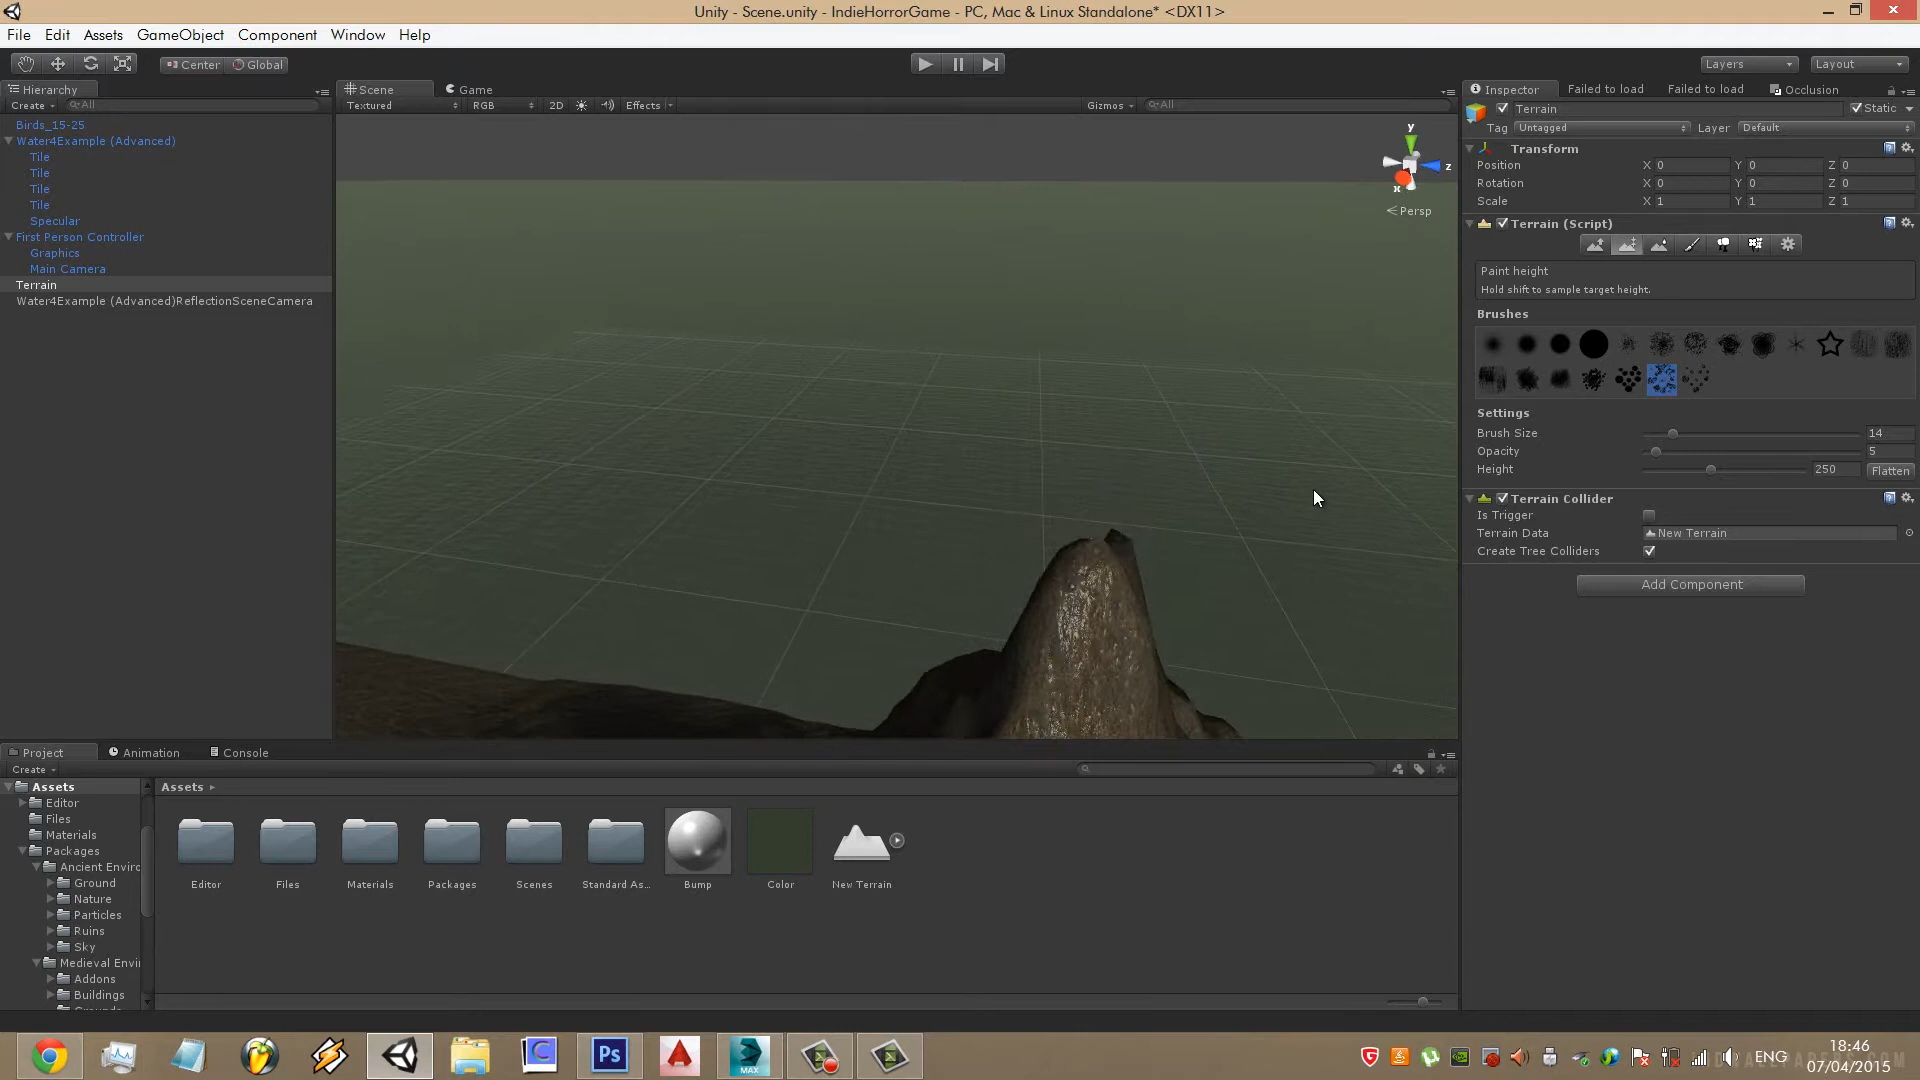 Unity - Scene.unity - IndieHorrorGame - PC, Mac & Linux Standalone* <DX11>
File Edit Assets GameObject Component Window Help
Center Global Layers Layout
Hierarchy
Create All
Birds_15-25
Water4Example (Advanced)
Tile
Tile
Tile
Tile
Specular
First Person Controller
Graphics
Main Camera
Terrain
Water4Example (Advanced)ReflectionSceneCamera
Scene Game
Textured RGB 2D Effects Gizmos All
y
z
x
Persp
Inspector Failed to load Failed to load Occlusion
Terrain Static
Tag Untagged Layer Default
Transform
Position X 0 Y 0 Z 0
Rotation X 0 Y 0 Z 0
Scale X 1 Y 1 Z 1
Terrain (Script)
Paint height
Hold shift to sample target height.
Brushes
Settings
Brush Size 14
Opacity 5
Height 250 Flatten
Terrain Collider
Is Trigger
Terrain Data New Terrain
Create Tree Colliders
Add Component
Project Animation Console
Create
Assets
Editor
Files
Materials
Packages
Ancient Enviro
Ground
Nature
Particles
Ruins
Sky
Medieval Envi
Addons
Buildings
Assets
Editor Files Materials Packages Scenes Standard As... Bump Color New Terrain
Ps
MAX
ENG
18:46
07/04/2015